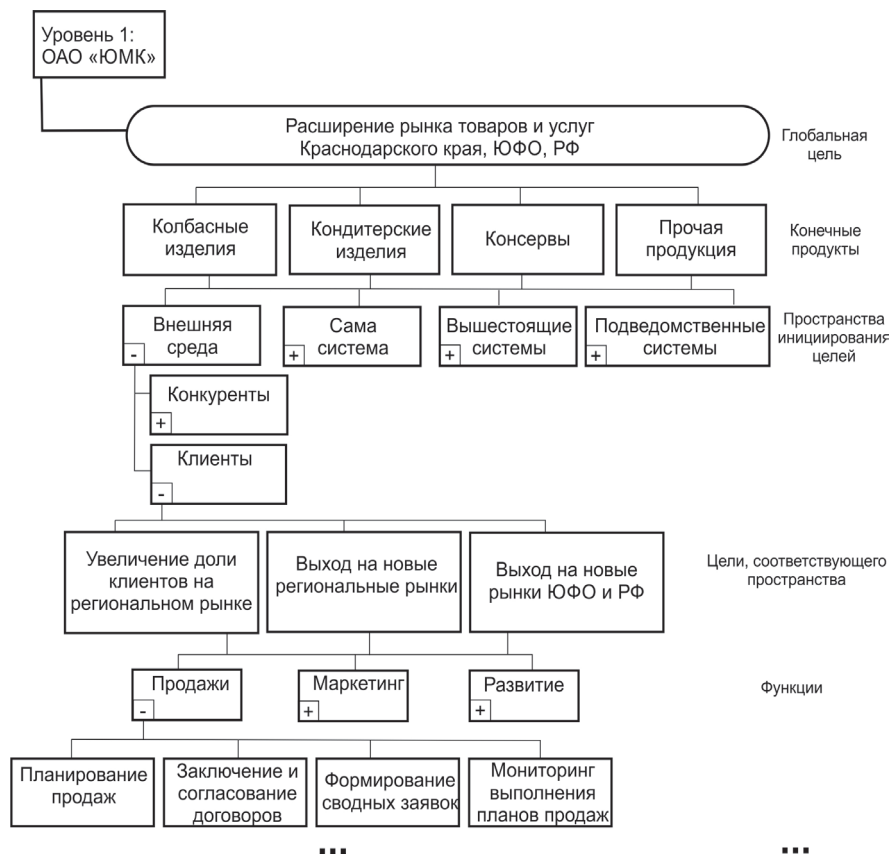 Уровень 1:
ОАО «ЮМК»
Расширение рынка товаров и услуг
Краснодарского края, ЮФО, РФ
Глобальная
цель
Колбасные
изделия
Кондитерские
изделия
Консервы
Прочая
продукция
Конечные
продукты
Внешняя
среда
-
Сама
система
+
Вышестоящие
системы
+
Подведомственные
системы
+
Пространства
инициирования
целей
Конкуренты
+
Клиенты
-
Увеличение доли
клиентов на
региональном рынке
Выход на новые
региональные рынки
Выход на новые
рынки ЮФО и РФ
Цели, соответствующего
пространства
Продажи
-
Маркетинг
+
Развитие
+
Функции
Планирование
продаж
Заключение и
согласование
договоров
Формирование
сводных заявок
Мониторинг
выполнения
планов продаж
... ...